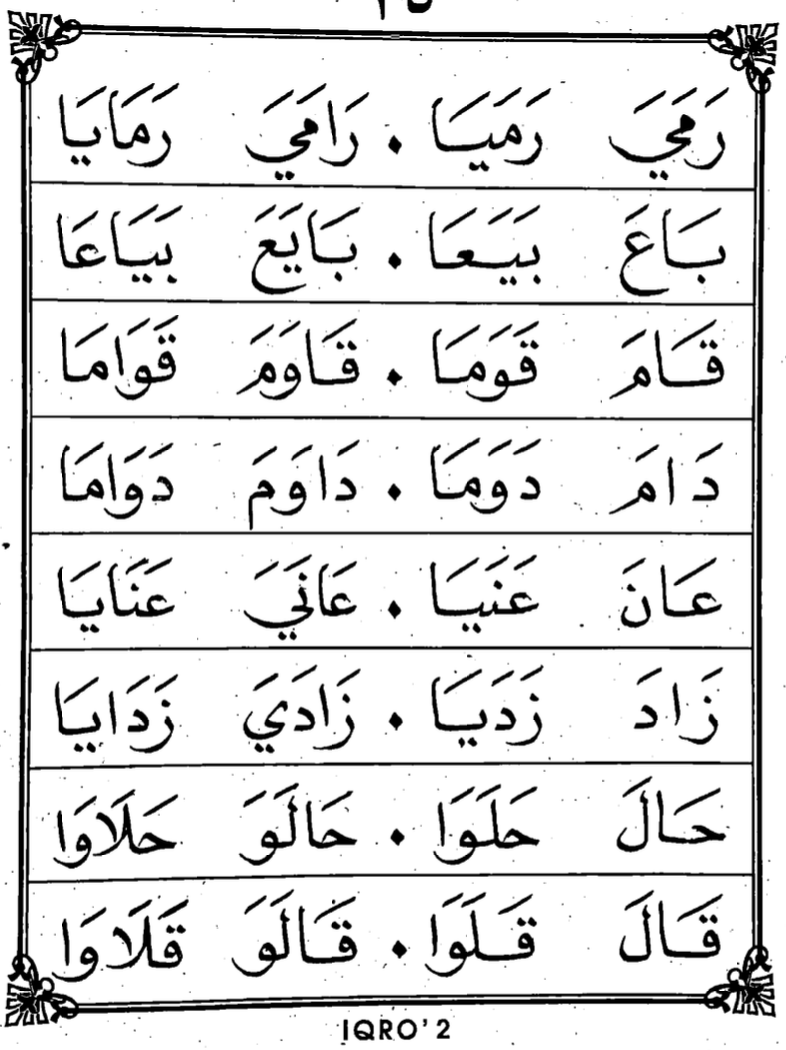 رَمَيَ رَمَيَا . رَامَيَ رَمَايَا
بَاعَ بَيَعَا . بَايَعَ بَيَاعَا
قَامَ قَوَمَا . قَاوَمَ قَوَامَا
دَامَ دَوَمَا . دَاوَمَ دَوَامَا
عَانَ عَنَيَا . عَانَيَ عَنَايَا
زَادَ زَدَيَا . زَادَيَ زَدَايَا
حَالَ حَلَوَا . حَالَوَ حَلَاوَا
قَالَ قَلَوَا . قَالَوَ قَلَاوَا
IQRO' 2